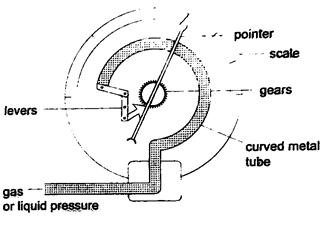 pointer
scale
gears
levers
curved metal
tube
gas
or liquid pressure